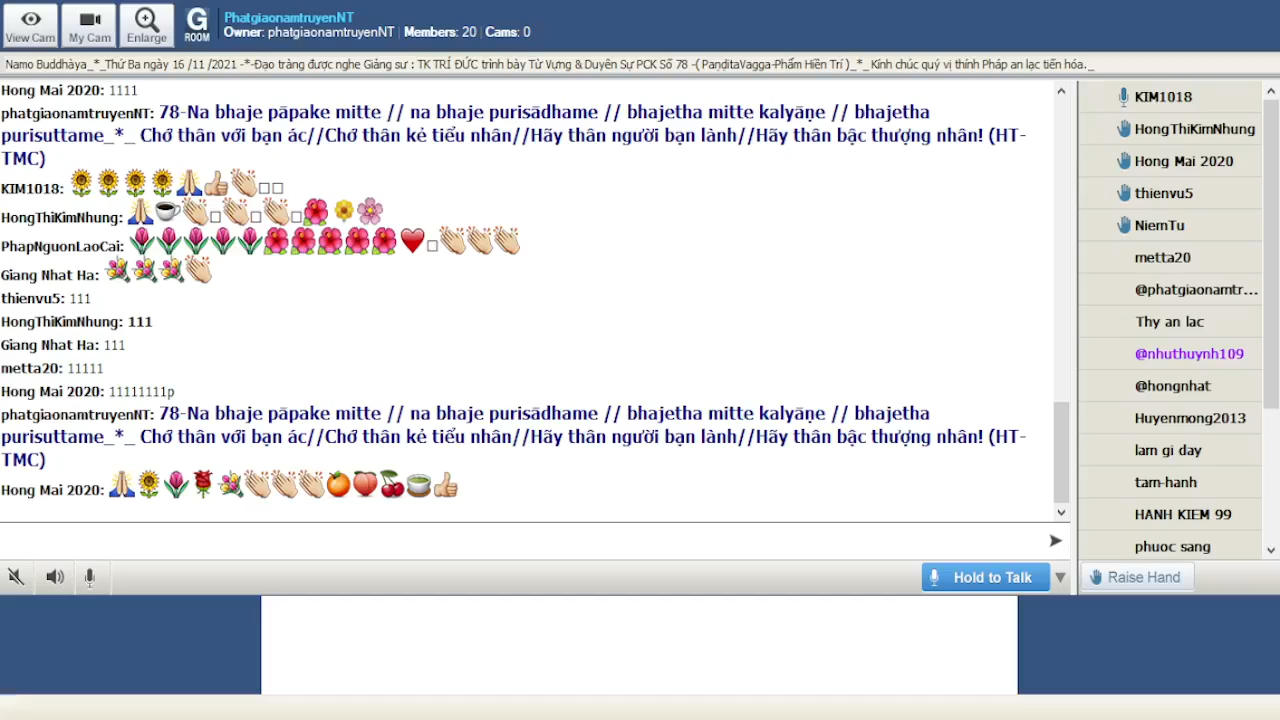 View Cam
My Cam
Enlarge
G
ROOM
PhatgiaonamtruyenNT
Owner: phatgiaonamtruyenNT | Members: 20 | Cams: 0
Namo Buddhàya_*_Thứ Ba ngày 16 /11 /2021 -*-Đạo tràng được nghe Giảng sư : TK TRÍ ĐỨC trình bày Từ Vựng & Duyên Sự PCK Số 78 -( PaṇḍitaVagga-Phẩm Hiền Trí )_*_ Kính chúc quý vị thính Pháp an lạc tiến hóa._
Hong Mai 2020: 1111
phatgiaonamtruyenNT: 78-Na bhaje pāpake mitte // na bhaje purisādhame // bhajetha mitte kalyāṇe // bhajetha
purisuttame_*_ Chớ thân với bạn ác//Chớ thân kẻ tiểu nhân//Hãy thân người bạn lành//Hãy thân bậc thượng nhân! (HT-
TMC)
KIM1018: 🌻🌻🌻🌻🙏👍👏
HongThiKimNhung: 🙏☕👏👏👏🌺🌼🌸
PhapNguonLaoCai: 🌷🌷🌷🌷🌷🌺🌺🌺🌺🌺❤👏👏👏
Giang Nhat Ha: 💐💐💐👏
thienvu5: 111
HongThiKimNhung: 111
Giang Nhat Ha: 111
metta20: 11111
Hong Mai 2020: 11111111p
phatgiaonamtruyenNT: 78-Na bhaje pāpake mitte // na bhaje purisādhame // bhajetha mitte kalyāṇe // bhajetha
purisuttame_*_ Chớ thân với bạn ác//Chớ thân kẻ tiểu nhân//Hãy thân người bạn lành//Hãy thân bậc thượng nhân! (HT-
TMC)
Hong Mai 2020: 🙏🌻🌷🌹💐👏👏👏🍊🍑🍒🍵👍
Hold to Talk
KIM1018
HongThiKimNhung
Hong Mai 2020
thienvu5
NiemTu
metta20
@phatgiaonamtr...
Thy an lac
@nhuthuynh109
@hongnhat
Huyenmong2013
lam gi day
tam-hanh
HANH KIEM 99
phuoc sang
Raise Hand